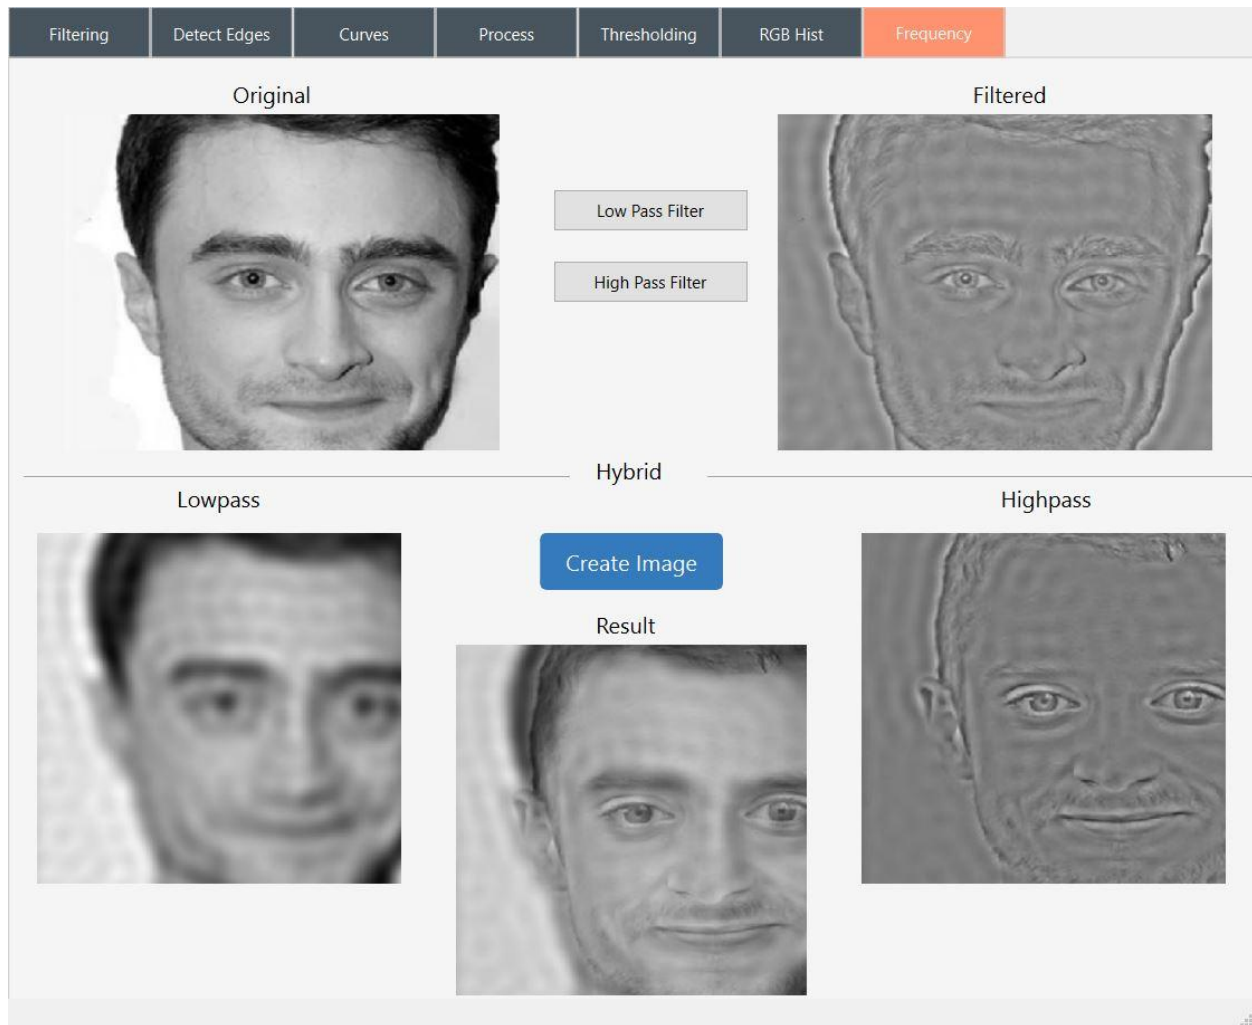 Filtering Detect Edges Curves Process Thresholding RGB Hist Frequency
Original Filtered
Low Pass Filter
High Pass Filter
Hybrid
Lowpass Highpass
Create Image
Result